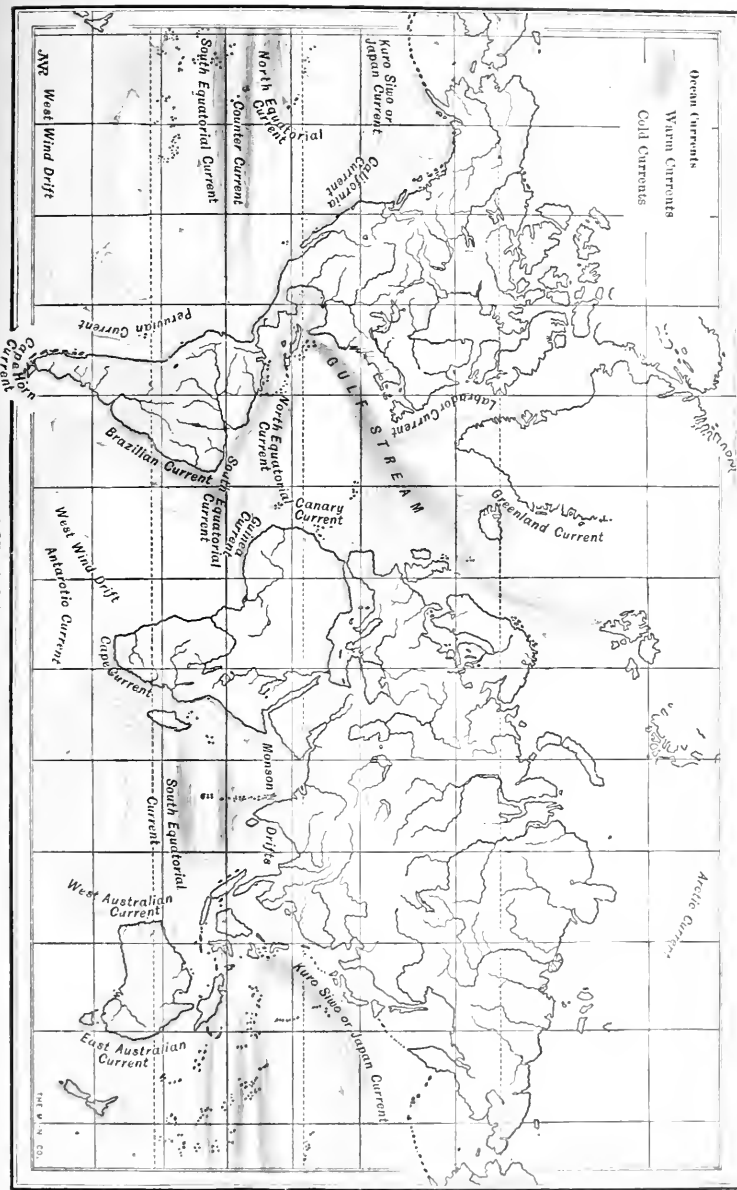 Ocean Currents
Warm Currents
Cold Currents
Kuro Siwo or
Japan Current
North Equatorial
Current
Counter Current
South Equatorial Current
West Wind Drift
California
Current
Peruvian Current
Cape Horn
Current
Labrador Current
GULF STREAM
North Equatorial
Current
Brazilian Current
South Equatorial
Current
Greenland Current
Canary
Current
Guinea
Current
West Wind Drift
Antarotic Current
Cape Current
Monson Drifts
South Equatorial
Current
West Australian
Current
Arctic Current
Kuro Siwo or Japan Current
East Australian
Current